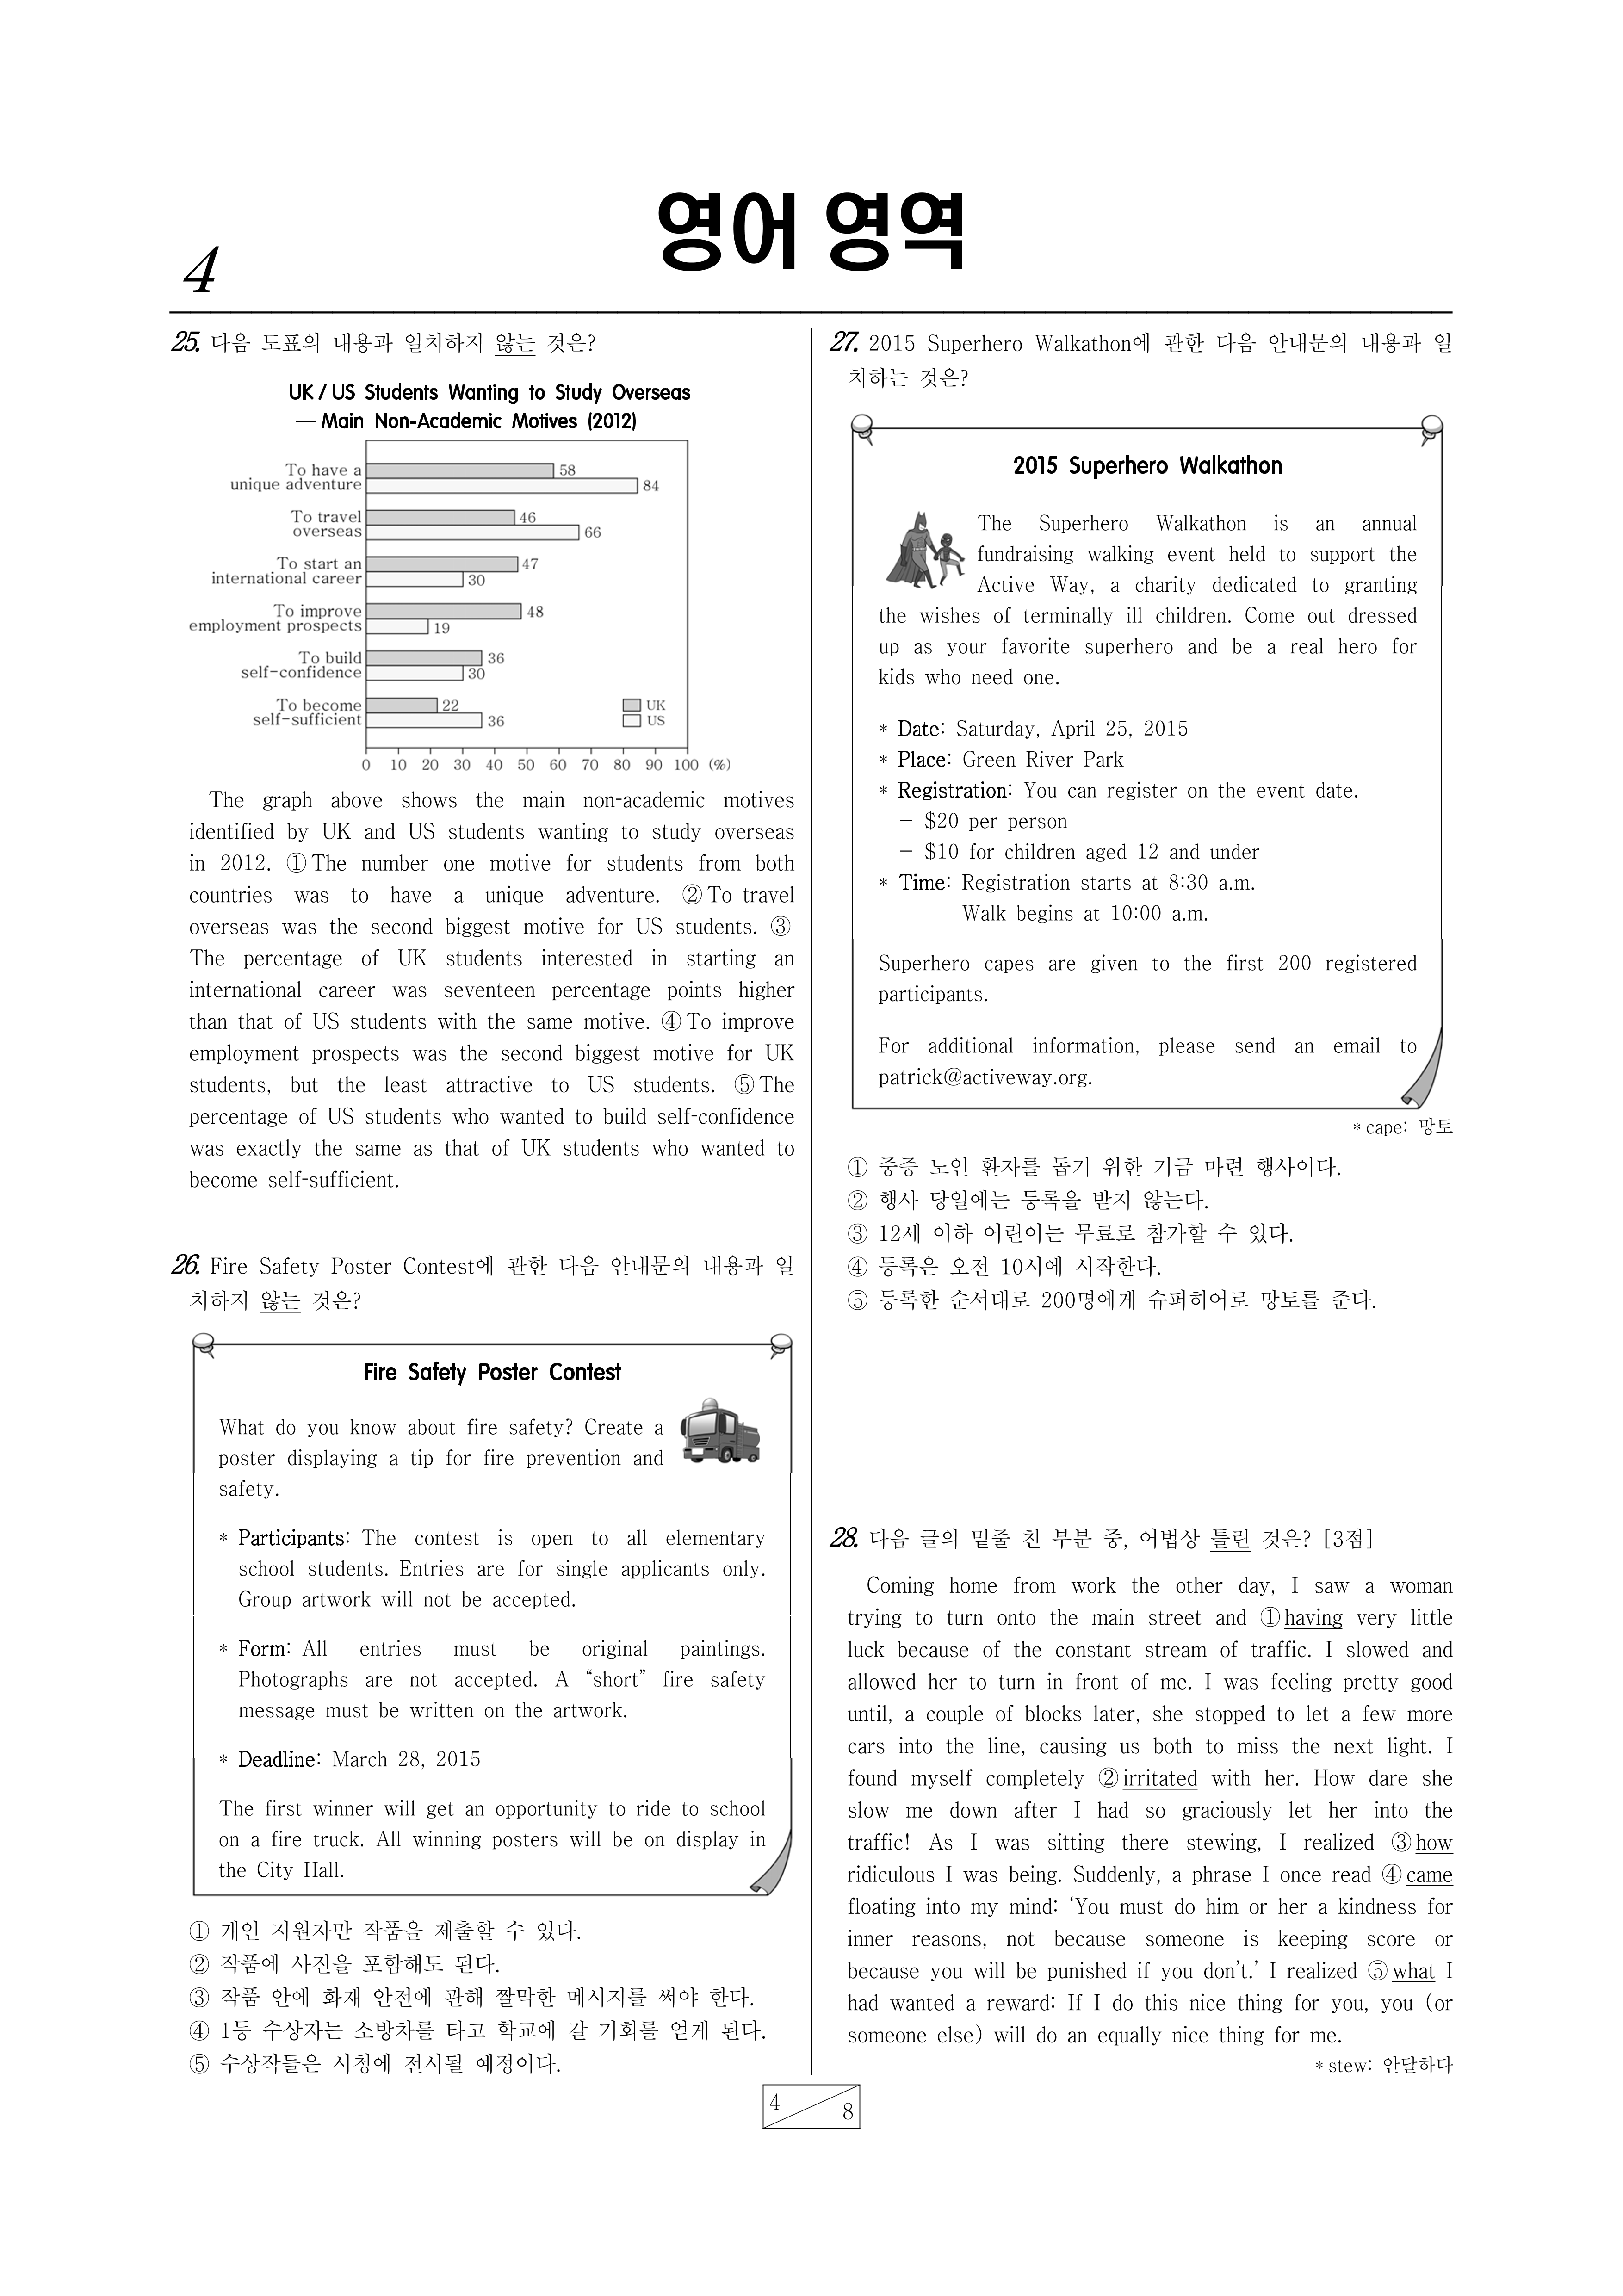 영어 영역
4
25. 다음 도표의 내용과 일치하지 않는 것은?
UK / US Students Wanting to Study Overseas
— Main Non-Academic Motives (2012)
To have a
unique adventure
58
84
To travel
overseas
46
66
To start an
international career
47
30
To improve
employment prospects
48
19
To build
self-confidence
36
30
To become
self-sufficient
22
36
UK
US
0 10 20 30 40 50 60 70 80 90 100 (%)
The graph above shows the main non-academic motives
identified by UK and US students wanting to study overseas
in 2012. ① The number one motive for students from both
countries was to have a unique adventure. ② To travel
overseas was the second biggest motive for US students. ③
The percentage of UK students interested in starting an
international career was seventeen percentage points higher
than that of US students with the same motive. ④ To improve
employment prospects was the second biggest motive for UK
students, but the least attractive to US students. ⑤ The
percentage of US students who wanted to build self-confidence
was exactly the same as that of UK students who wanted to
become self-sufficient.
26. Fire Safety Poster Contest에 관한 다음 안내문의 내용과 일
치하지 않는 것은?
Fire Safety Poster Contest
What do you know about fire safety? Create a
poster displaying a tip for fire prevention and
safety.
* Participants: The contest is open to all elementary
school students. Entries are for single applicants only.
Group artwork will not be accepted.
* Form: All entries must be original paintings.
Photographs are not accepted. A “short” fire safety
message must be written on the artwork.
* Deadline: March 28, 2015
The first winner will get an opportunity to ride to school
on a fire truck. All winning posters will be on display in
the City Hall.
① 개인 지원자만 작품을 제출할 수 있다.
② 작품에 사진을 포함해도 된다.
③ 작품 안에 화재 안전에 관해 짤막한 메시지를 써야 한다.
④ 1등 수상자는 소방차를 타고 학교에 갈 기회를 얻게 된다.
⑤ 수상작들은 시청에 전시될 예정이다.
27. 2015 Superhero Walkathon에 관한 다음 안내문의 내용과 일
치하는 것은?
2015 Superhero Walkathon
The Superhero Walkathon is an annual
fundraising walking event held to support the
Active Way, a charity dedicated to granting
the wishes of terminally ill children. Come out dressed
up as your favorite superhero and be a real hero for
kids who need one.
* Date: Saturday, April 25, 2015
* Place: Green River Park
* Registration: You can register on the event date.
- $20 per person
- $10 for children aged 12 and under
* Time: Registration starts at 8:30 a.m.
Walk begins at 10:00 a.m.
Superhero capes are given to the first 200 registered
participants.
For additional information, please send an email to
patrick@activeway.org.
* cape: 망토
① 중증 노인 환자를 돕기 위한 기금 마련 행사이다.
② 행사 당일에는 등록을 받지 않는다.
③ 12세 이하 어린이는 무료로 참가할 수 있다.
④ 등록은 오전 10시에 시작한다.
⑤ 등록한 순서대로 200명에게 슈퍼히어로 망토를 준다.
28. 다음 글의 밑줄 친 부분 중, 어법상 틀린 것은? [3점]
Coming home from work the other day, I saw a woman
trying to turn onto the main street and ① having very little
luck because of the constant stream of traffic. I slowed and
allowed her to turn in front of me. I was feeling pretty good
until, a couple of blocks later, she stopped to let a few more
cars into the line, causing us both to miss the next light. I
found myself completely ② irritated with her. How dare she
slow me down after I had so graciously let her into the
traffic! As I was sitting there stewing, I realized ③ how
ridiculous I was being. Suddenly, a phrase I once read ④ came
floating into my mind: ‘You must do him or her a kindness for
inner reasons, not because someone is keeping score or
because you will be punished if you don’t.’ I realized ⑤ what I
had wanted a reward: If I do this nice thing for you, you (or
someone else) will do an equally nice thing for me.
* stew: 안달하다
4
8